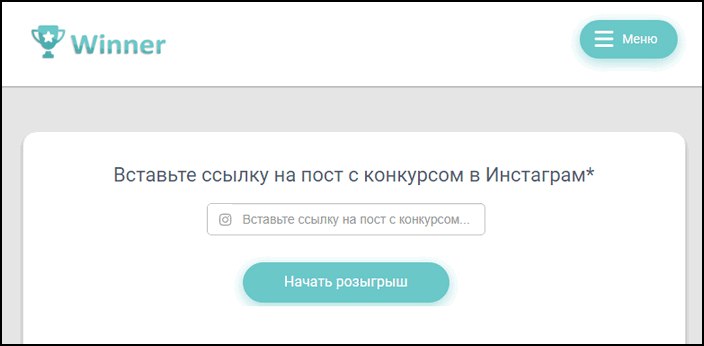 Winner
Меню
Вставьте ссылку на пост с конкурсом в Инстаграм*
Вставьте ссылку на пост с конкурсом...
Начать розыгрыш